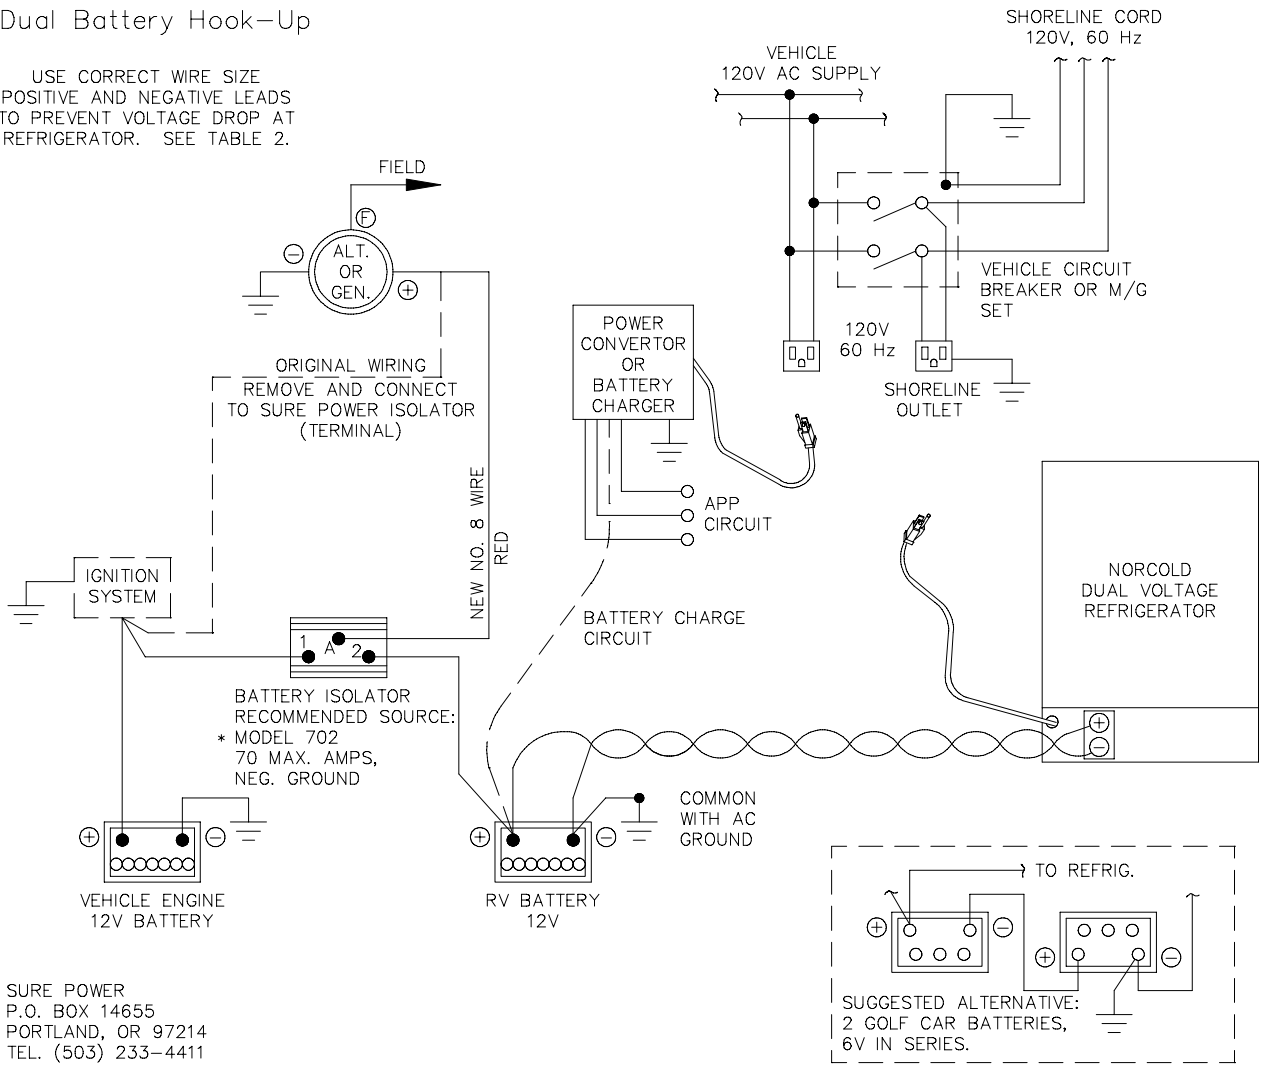 Dual Battery Hook-Up
USE CORRECT WIRE SIZE
POSITIVE AND NEGATIVE LEADS
TO PREVENT VOLTAGE DROP AT
REFRIGERATOR. SEE TABLE 2.
SHORELINE CORD
120V, 60 Hz
VEHICLE
120V AC SUPPLY
FIELD
F
−
ALT.
OR
GEN.
+
VEHICLE CIRCUIT
BREAKER OR M/G
SET
120V
60 Hz
SHORELINE
OUTLET
POWER
CONVERTOR
OR
BATTERY
CHARGER
ORIGINAL WIRING
REMOVE AND CONNECT
TO SURE POWER ISOLATOR
(TERMINAL)
NEW NO. 8 WIRE
RED
APP
CIRCUIT
IGNITION
SYSTEM
NORCOLD
DUAL VOLTAGE
REFRIGERATOR
BATTERY CHARGE
CIRCUIT
1 A 2
BATTERY ISOLATOR
RECOMMENDED SOURCE:
* MODEL 702
70 MAX. AMPS,
NEG. GROUND
+
−
COMMON
WITH AC
GROUND
+ −
+ −
VEHICLE ENGINE
12V BATTERY
RV BATTERY
12V
TO REFRIG.
+ −
+ −
SUGGESTED ALTERNATIVE:
2 GOLF CAR BATTERIES,
6V IN SERIES.
SURE POWER
P.O. BOX 14655
PORTLAND, OR 97214
TEL. (503) 233-4411